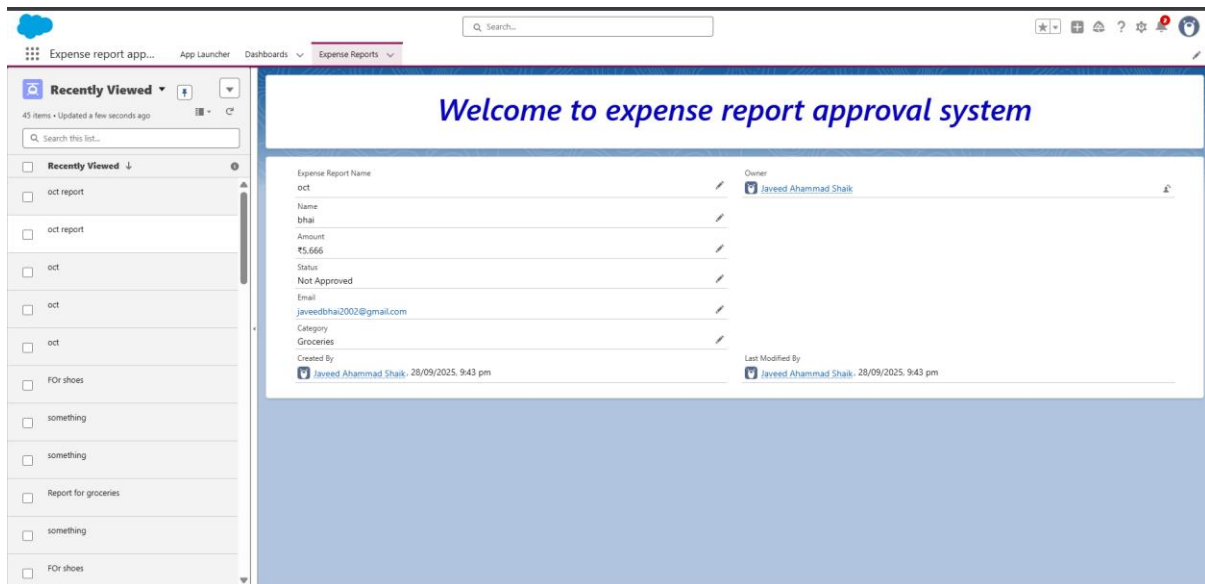 Search...
Expense report app...
App Launcher
Dashboards
Expense Reports
Recently Viewed
45 items • Updated a few seconds ago
Search this list...
Recently Viewed
oct report
oct report
oct
oct
oct
FOr shoes
something
something
Report for groceries
something
FOr shoes
Welcome to expense report approval system
Expense Report Name
oct
Owner
Javeed Ahammad Shaik
Name
bhai
Amount
₹5,666
Status
Not Approved
Email
javeedbhai2002@gmail.com
Category
Groceries
Created By
Javeed Ahammad Shaik, 28/09/2025, 9:43 pm
Last Modified By
Javeed Ahammad Shaik, 28/09/2025, 9:43 pm